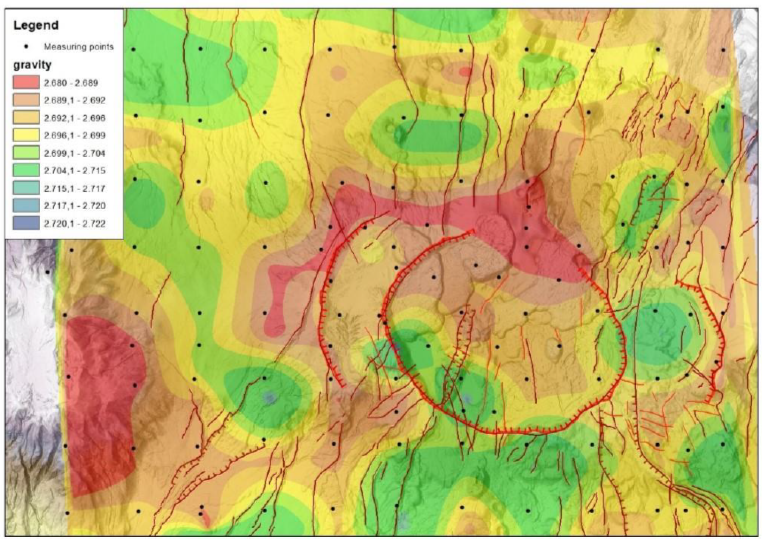 Legend
Measuring points
gravity
2.680 - 2.689
2.689,1 - 2.692
2.692,1 - 2.696
2.696,1 - 2.699
2.699,1 - 2.704
2.704,1 - 2.715
2.715,1 - 2.717
2.717,1 - 2.720
2.720,1 - 2.722